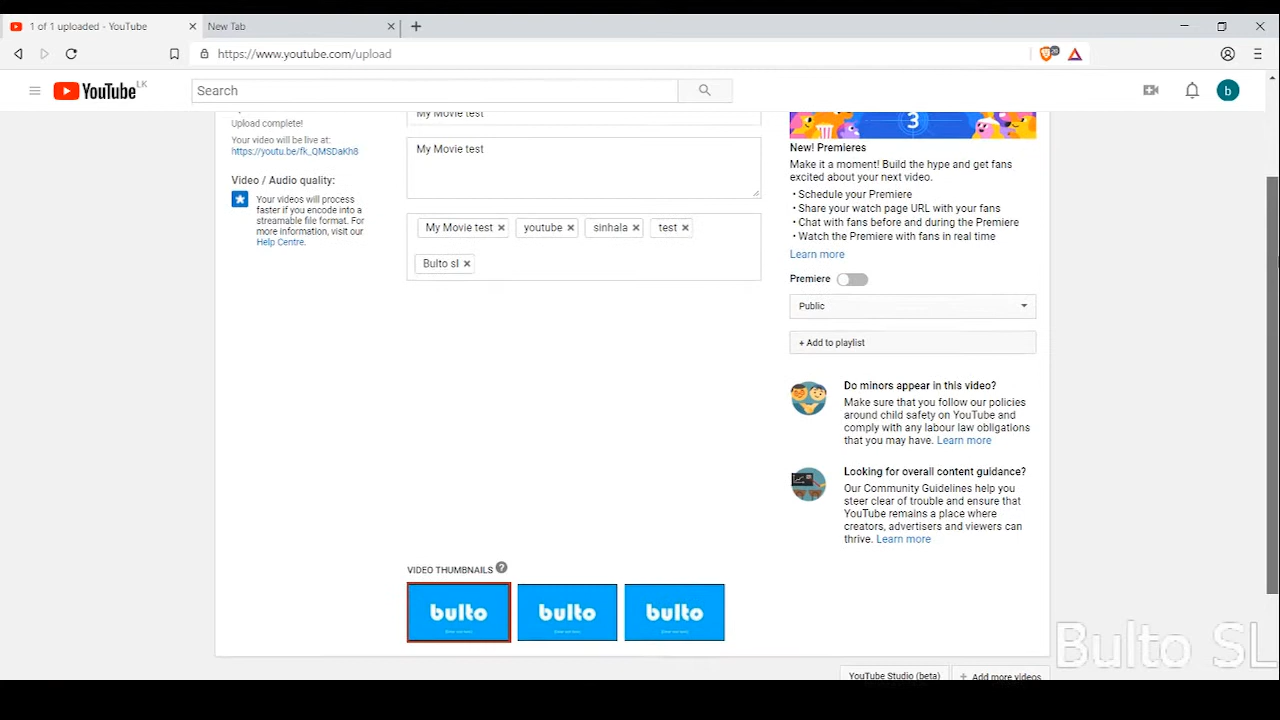 1 of 1 uploaded - YouTube
New Tab
https://www.youtube.com/upload
20
YouTube LK
Search
b
Upload complete!
Your video will be live at:
https://youtu.be/fk_QMSDaKh8
Video / Audio quality:
Your videos will process
faster if you encode into a
streamable file format. For
more information, visit our
Help Centre.
My Movie test
My Movie test
My Movie test
youtube
sinhala
test
Bulto sl
VIDEO THUMBNAILS ?
bulto
bulto
bulto
3
New! Premieres
Make it a moment! Build the hype and get fans
excited about your next video.
• Schedule your Premiere
• Share your watch page URL with your fans
• Chat with fans before and during the Premiere
• Watch the Premiere with fans in real time
Learn more
Premiere
Public
+ Add to playlist
Do minors appear in this video?
Make sure that you follow our policies
around child safety on YouTube and
comply with any labour law obligations
that you may have. Learn more
Looking for overall content guidance?
Our Community Guidelines help you
steer clear of trouble and ensure that
YouTube remains a place where
creators, advertisers and viewers can
thrive. Learn more
YouTube Studio (beta)
+ Add more videos
Bulto SL